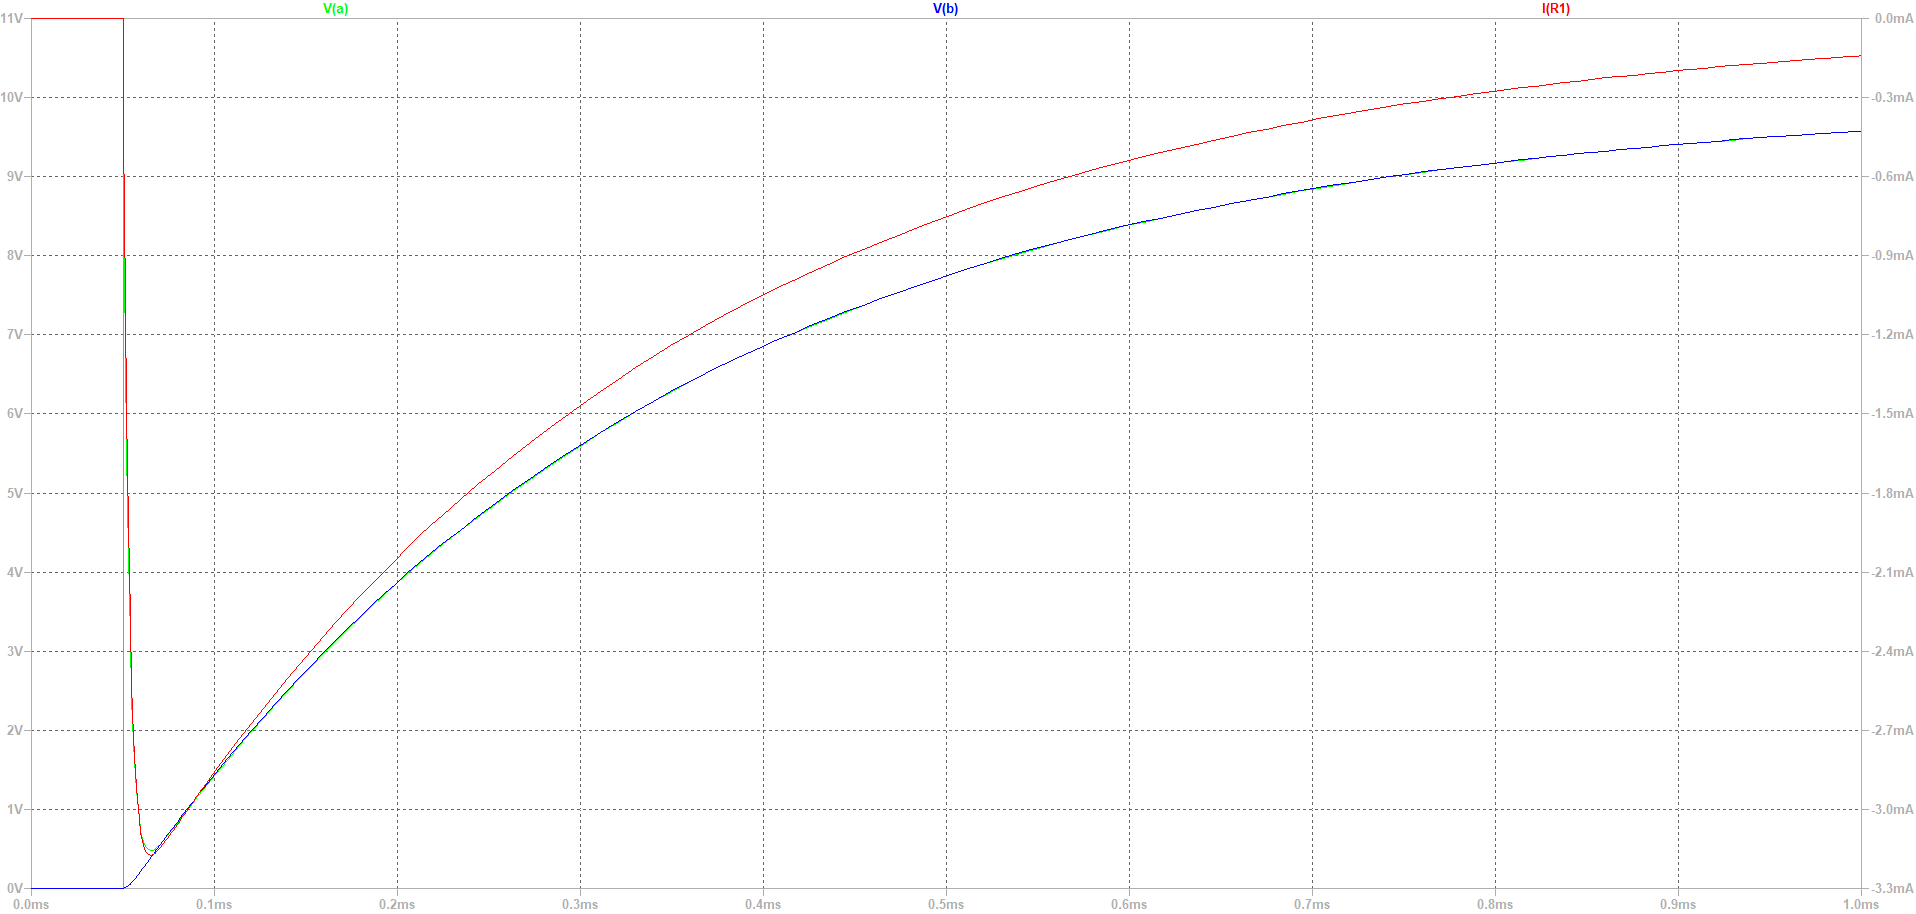 V(a) V(b) I(R1)
11V 0.0mA
10V -0.3mA
9V -0.6mA
8V -0.9mA
7V -1.2mA
6V -1.5mA
5V -1.8mA
4V -2.1mA
3V -2.4mA
2V -2.7mA
1V -3.0mA
0V -3.3mA
0.0ms 0.1ms 0.2ms 0.3ms 0.4ms 0.5ms 0.6ms 0.7ms 0.8ms 0.9ms 1.0ms